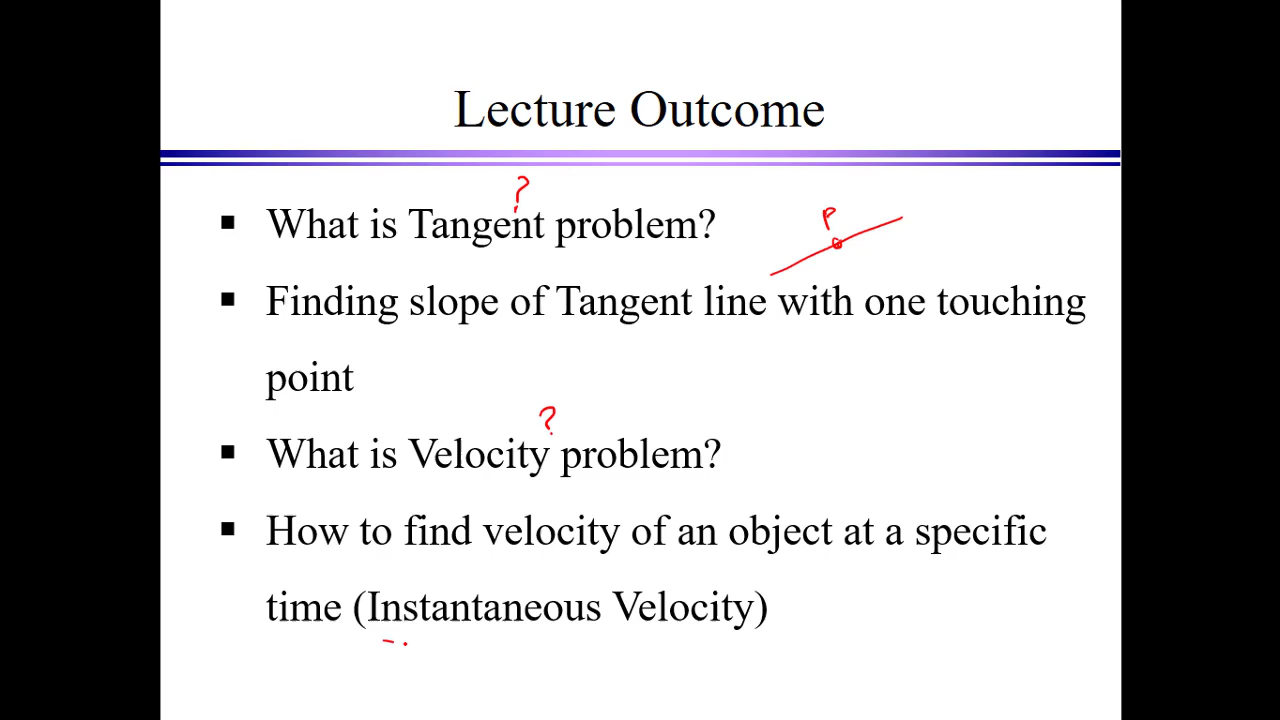 Lecture Outcome
?
▪ What is Tangent problem?
P
▪ Finding slope of Tangent line with one touching
point
?
▪ What is Velocity problem?
▪ How to find velocity of an object at a specific
time (Instantaneous Velocity)